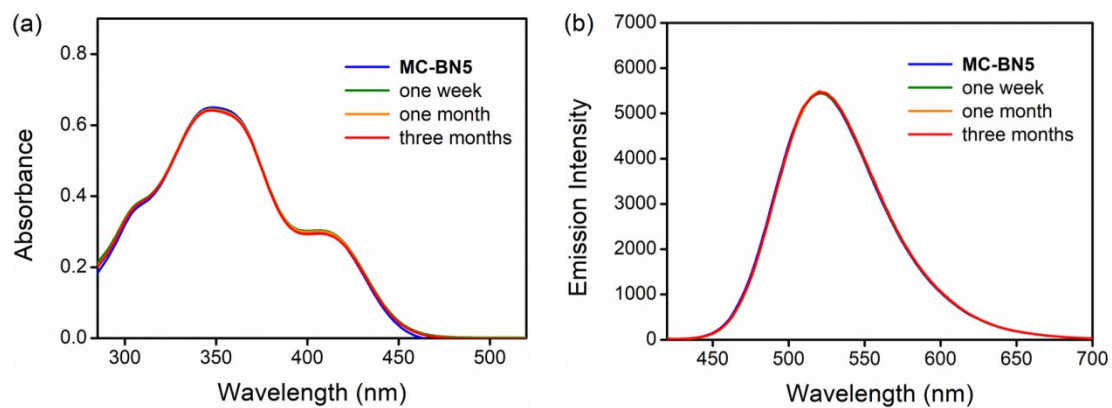 (a)
0.8
0.6
0.4
0.2
0.0
Absorbance
MC-BN5
one week
one month
three months
300 350 400 450 500
Wavelength (nm)
(b)
7000
6000
5000
4000
3000
2000
1000
0
Emission Intensity
MC-BN5
one week
one month
three months
450 500 550 600 650 700
Wavelength (nm)